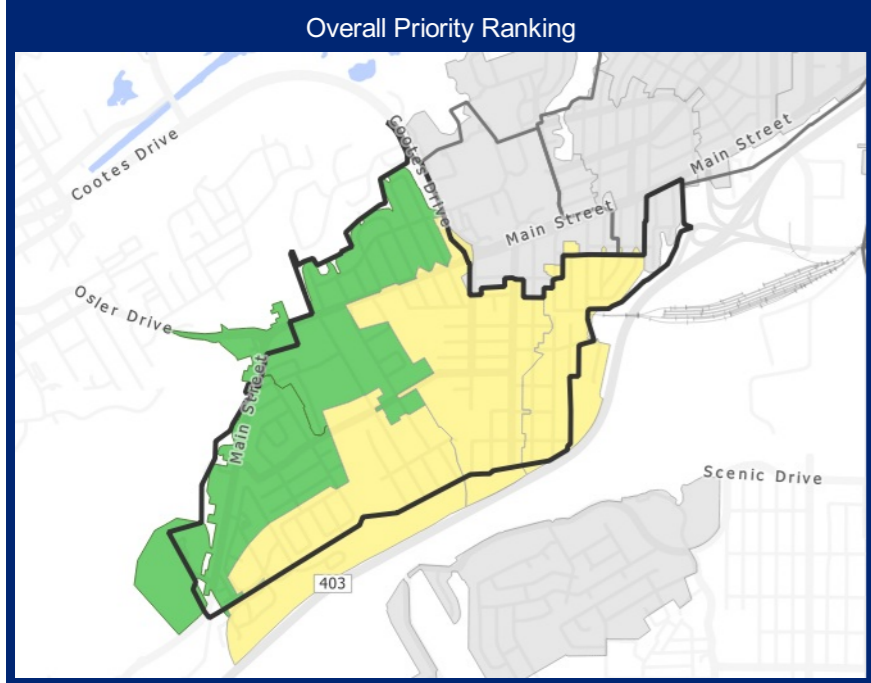 Overall Priority Ranking
Cootes Drive
Cootes Drive
Main Street
Main Street
Osler Drive
Main Street
Scenic Drive
403